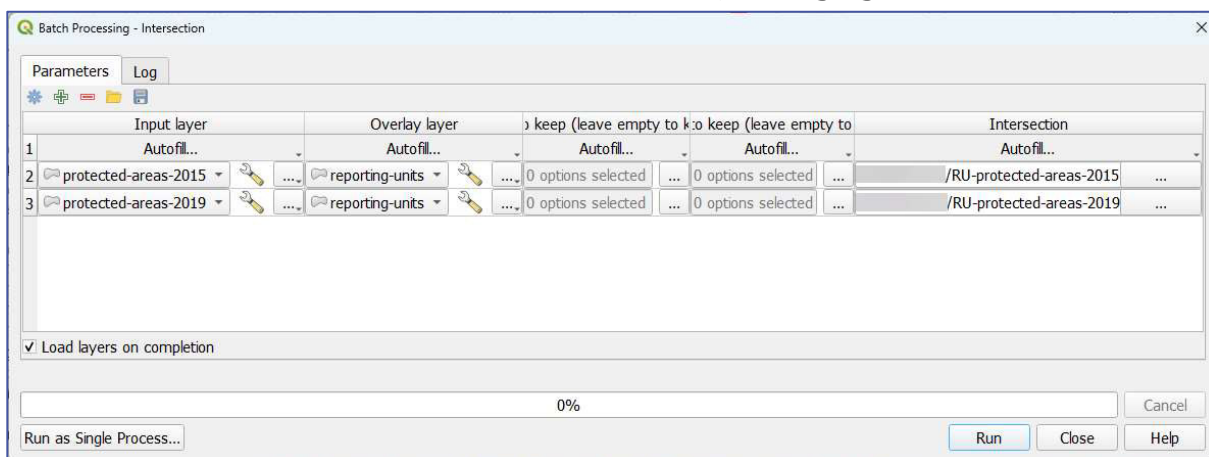 Batch Processing - Intersection
Parameters Log
Input layer Overlay layer keep (leave empty to k :o keep (leave empty to Intersection
1 Autofill... Autofill... Autofill... Autofill... Autofill...
2 protected-areas-2015 ... reporting-units ... 0 options selected ... 0 options selected ... /RU-protected-areas-2015 ...
3 protected-areas-2019 ... reporting-units ... 0 options selected ... 0 options selected ... /RU-protected-areas-2019 ...
Load layers on completion
0% Cancel
Run as Single Process... Run Close Help